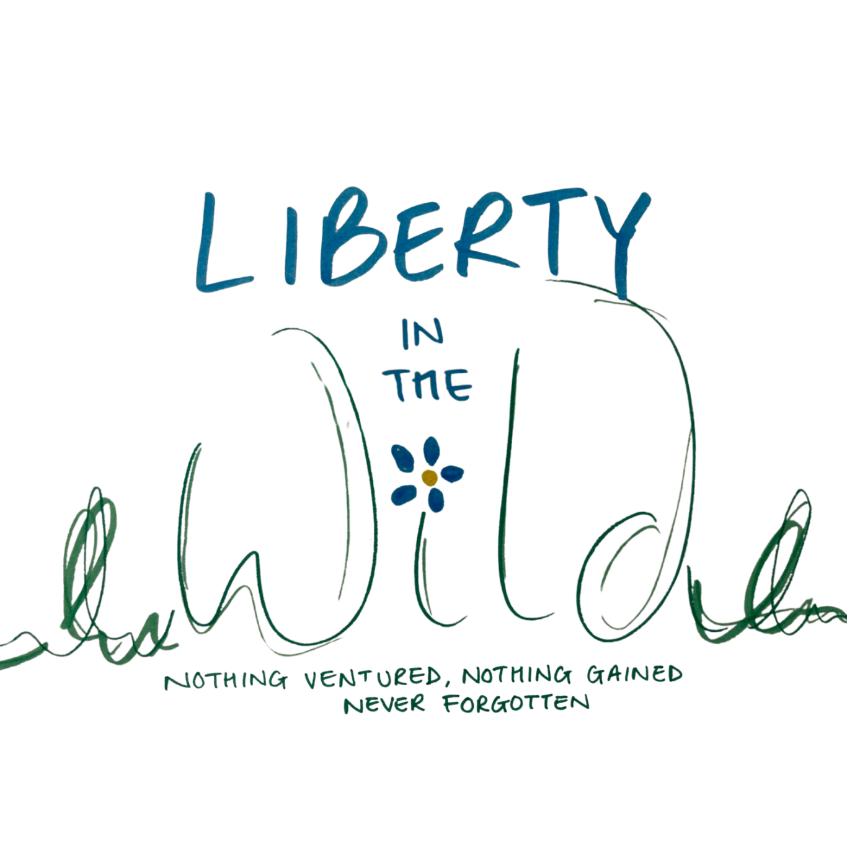 LIBERTY
IN
THE
Wild
NOTHING VENTURED, NOTHING GAINED
NEVER FORGOTTEN